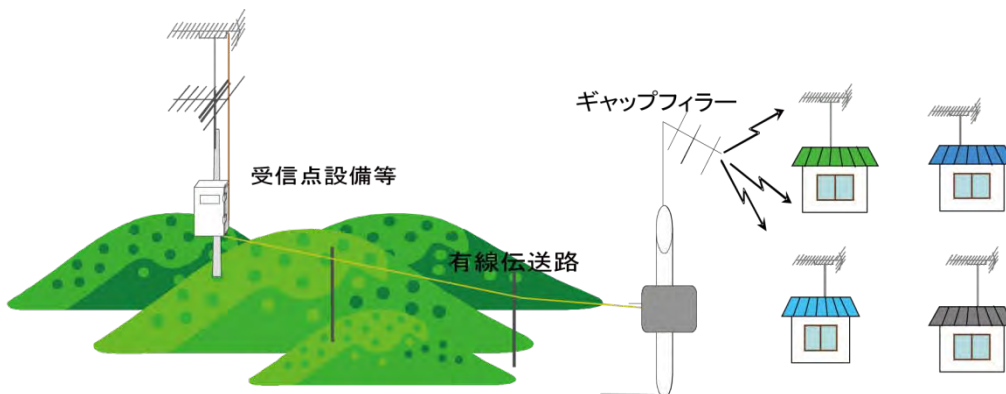 ギャップフィラー
受信点設備等
有線伝送路